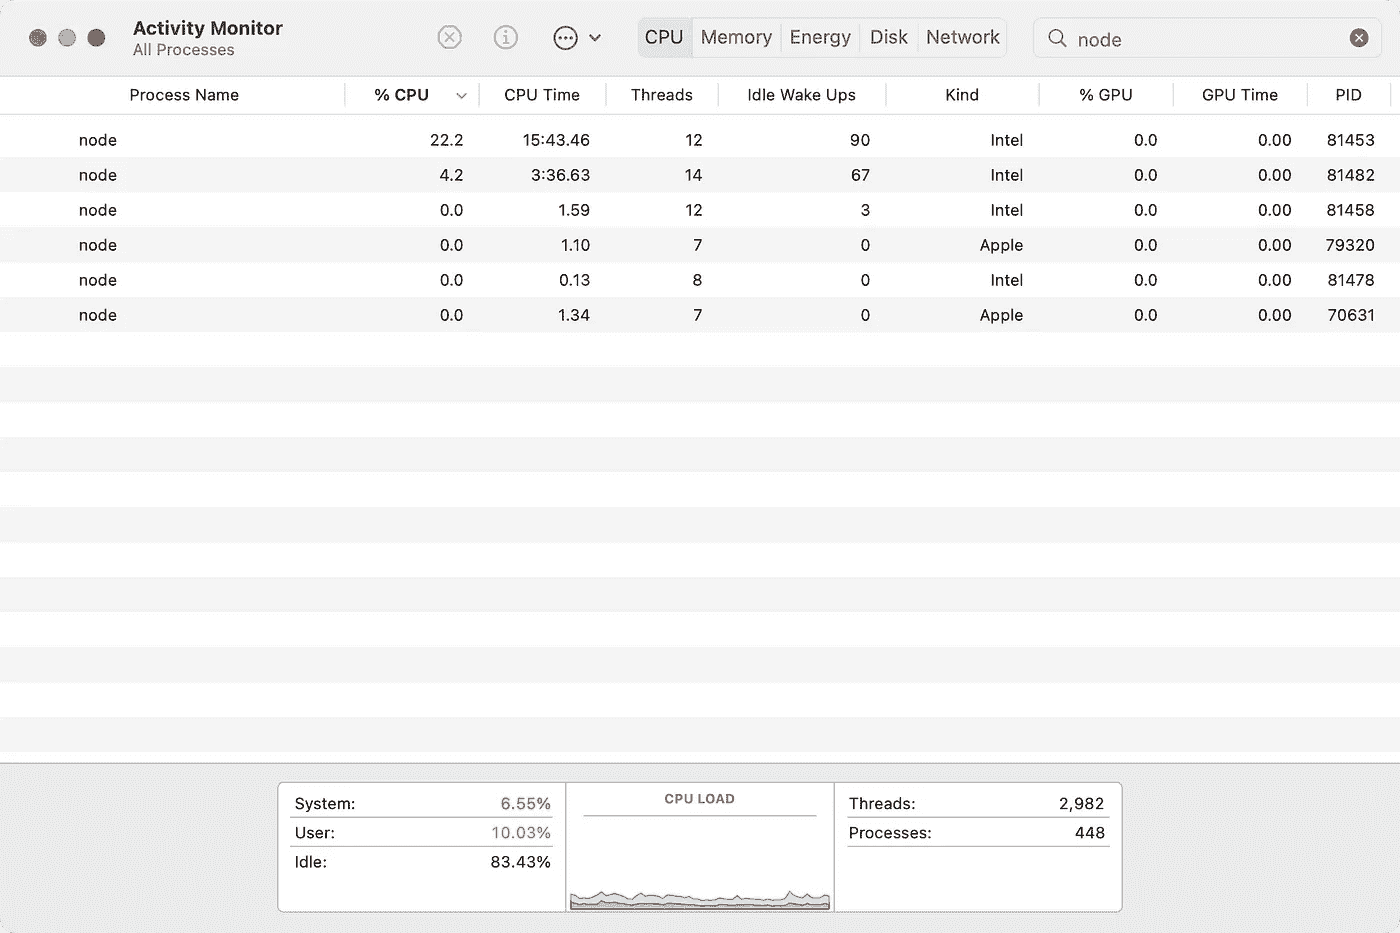 Activity Monitor
All Processes
CPU Memory Energy Disk Network
node
Process Name % CPU CPU Time Threads Idle Wake Ups Kind % GPU GPU Time PID
node 22.2 15:43.46 12 90 Intel 0.0 0.00 81453
node 4.2 3:36.63 14 67 Intel 0.0 0.00 81482
node 0.0 1.59 12 3 Intel 0.0 0.00 81458
node 0.0 1.10 7 0 Apple 0.0 0.00 79320
node 0.0 0.13 8 0 Intel 0.0 0.00 81478
node 0.0 1.34 7 0 Apple 0.0 0.00 70631
System: 6.55%
User: 10.03%
Idle: 83.43%
CPU LOAD
Threads: 2,982
Processes: 448